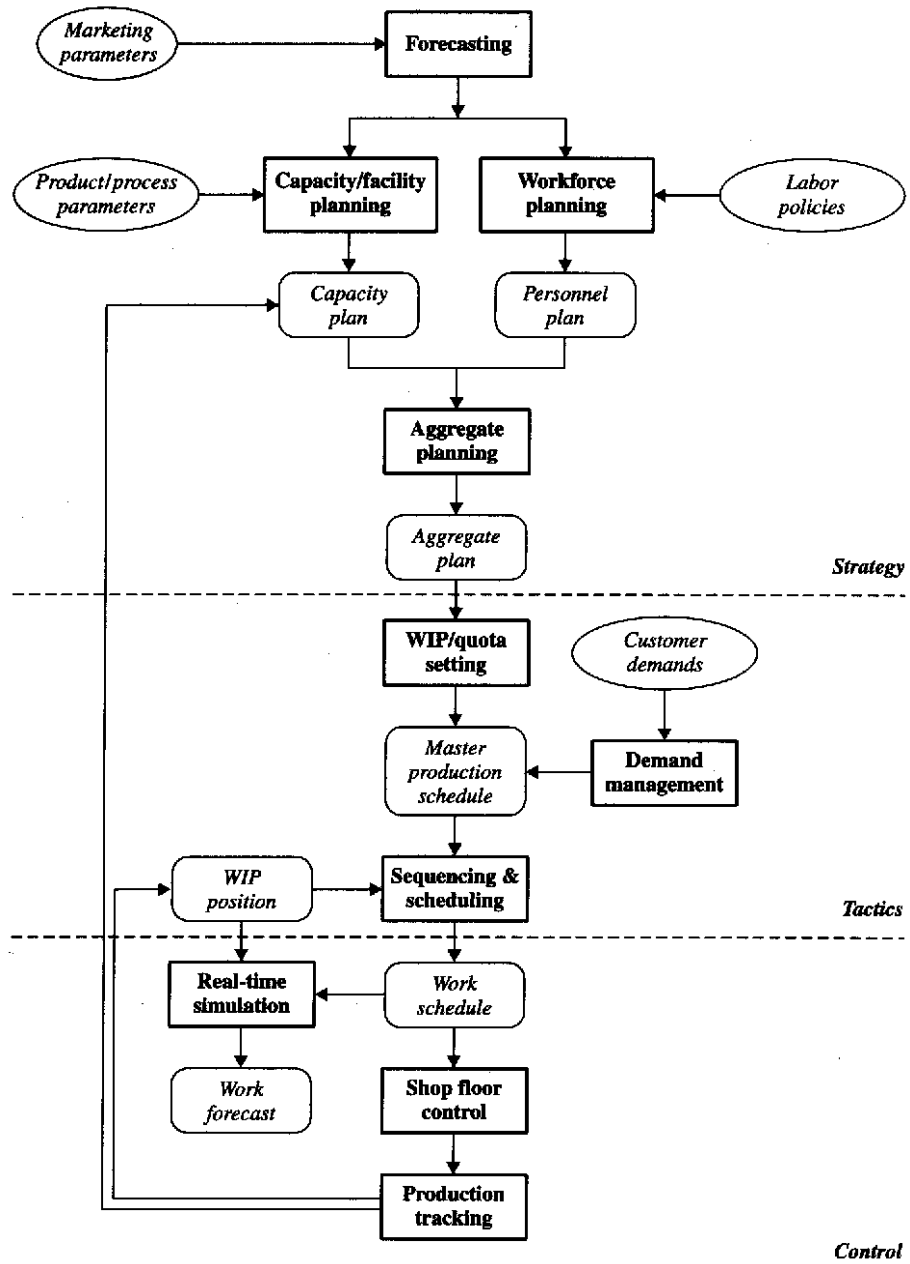 Marketing
parameters
Forecasting
Product/process
parameters
Capacity/facility
planning
Workforce
planning
Labor
policies
Capacity
plan
Personnel
plan
Aggregate
planning
Aggregate
plan
Strategy
WIP/quota
setting
Customer
demands
Master
production
schedule
Demand
management
WIP
position
Sequencing &
scheduling
Tactics
Real-time
simulation
Work
schedule
Work
forecast
Shop floor
control
Production
tracking
Control